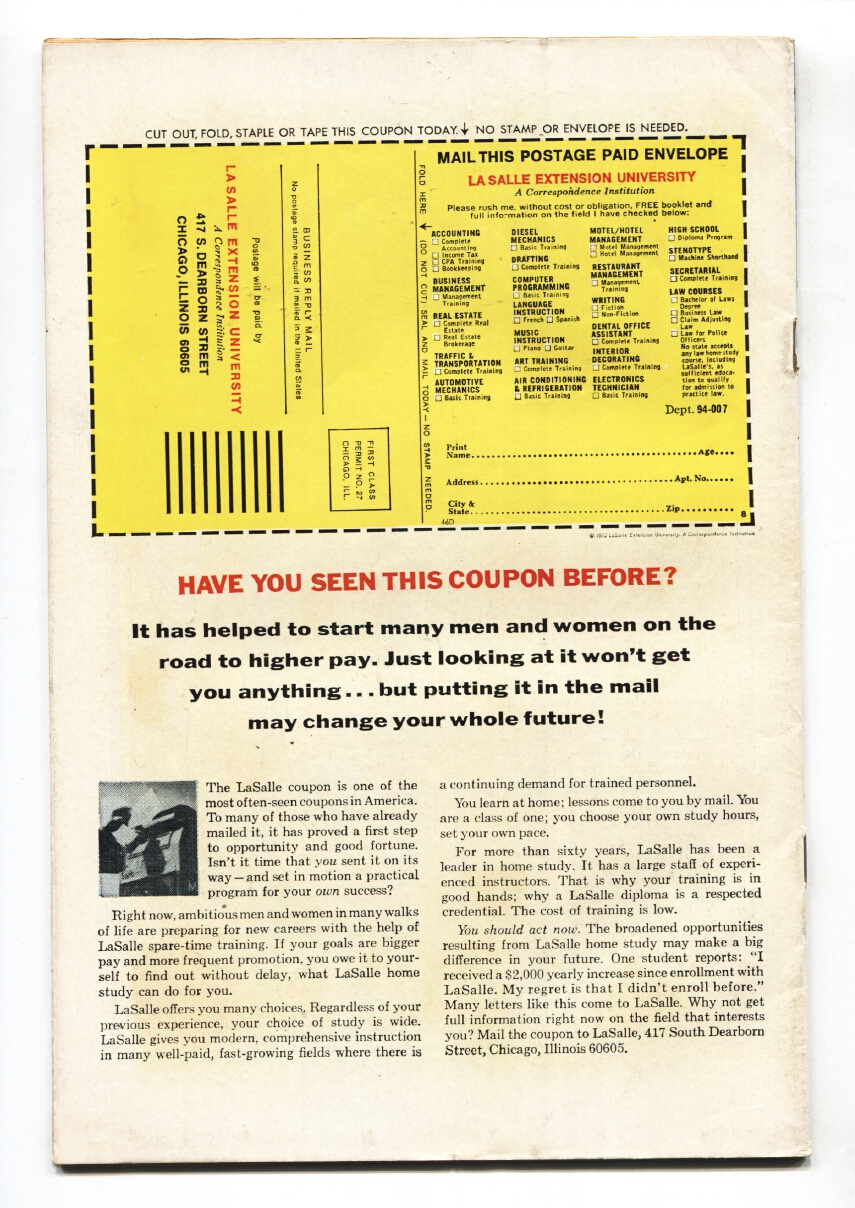 CUT OUT, FOLD, STAPLE OR TAPE THIS COUPON TODAY. ↓ NO STAMP OR ENVELOPE IS NEEDED.
LA SALLE EXTENSION UNIVERSITY
A Correspondence Institution
417 S. DEARBORN STREET
CHICAGO, ILLINOIS 60605
Postage will be paid by
BUSINESS REPLY MAIL
No postage stamp required if mailed in the United States
FIRST CLASS
PERMIT NO. 27
CHICAGO, ILL.
FOLD HERE ← (DO NOT CUT) SEAL AND MAIL TODAY—NO STAMP NEEDED.
MAIL THIS POSTAGE PAID ENVELOPE
LA SALLE EXTENSION UNIVERSITY
A Correspondence Institution
Please rush me, without cost or obligation, FREE booklet and
full information on the field I have checked below:
ACCOUNTING
☐ Complete
Accounting
☐ Income Tax
☐ CPA Training
☐ Bookkeeping
BUSINESS
MANAGEMENT
☐ Management
Training
REAL ESTATE
☐ Complete Real
Estate
☐ Real Estate
Brokerage
TRAFFIC &
TRANSPORTATION
☐ Complete Training
AUTOMOTIVE
MECHANICS
☐ Basic Training
DIESEL
MECHANICS
☐ Basic Training
DRAFTING
☐ Complete Training
COMPUTER
PROGRAMMING
☐ Basic Training
LANGUAGE
INSTRUCTION
☐ French ☐ Spanish
MUSIC
INSTRUCTION
☐ Piano ☐ Guitar
ART TRAINING
☐ Complete Training
AIR CONDITIONING
& REFRIGERATION
☐ Basic Training
MOTEL/HOTEL
MANAGEMENT
☐ Motel Management
☐ Hotel Management
RESTAURANT
MANAGEMENT
☐ Management
Training
WRITING
☐ Fiction
☐ Non-Fiction
DENTAL OFFICE
ASSISTANT
☐ Complete Training
INTERIOR
DECORATING
☐ Complete Training
ELECTRONICS
TECHNICIAN
☐ Basic Training
HIGH SCHOOL
☐ Diploma Program
STENOTYPE
☐ Machine Shorthand
SECRETARIAL
☐ Complete Training
LAW COURSES
☐ Bachelor of Laws
Degree
☐ Business Law
☐ Claim Adjusting
Law
☐ Law for Police
Officers
No state accepts
any law home study
course, including
LaSalle's, as
sufficient educa-
tion to qualify
for admission to
practice law.
Dept. 94-007
Print
Name..........Age....
Address..........Apt. No......
City &
State..........Zip..........
46D
8
© 1972 LaSalle Extension University, A Correspondence Institution
HAVE YOU SEEN THIS COUPON BEFORE?
It has helped to start many men and women on the
road to higher pay. Just looking at it won't get
you anything...but putting it in the mail
may change your whole future!
The LaSalle coupon is one of the
most often-seen coupons in America.
To many of those who have already
mailed it, it has proved a first step
to opportunity and good fortune.
Isn't it time that you sent it on its
way—and set in motion a practical
program for your own success?
Right now, ambitious men and women in many walks
of life are preparing for new careers with the help of
LaSalle spare-time training. If your goals are bigger
pay and more frequent promotion, you owe it to your-
self to find out without delay, what LaSalle home
study can do for you.
LaSalle offers you many choices. Regardless of your
previous experience, your choice of study is wide.
LaSalle gives you modern, comprehensive instruction
in many well-paid, fast-growing fields where there is
a continuing demand for trained personnel.
You learn at home; lessons come to you by mail. You
are a class of one; you choose your own study hours,
set your own pace.
For more than sixty years, LaSalle has been a
leader in home study. It has a large staff of experi-
enced instructors. That is why your training is in
good hands; why a LaSalle diploma is a respected
credential. The cost of training is low.
You should act now. The broadened opportunities
resulting from LaSalle home study may make a big
difference in your future. One student reports: "I
received a $2,000 yearly increase since enrollment with
LaSalle. My regret is that I didn't enroll before."
Many letters like this come to LaSalle. Why not get
full information right now on the field that interests
you? Mail the coupon to LaSalle, 417 South Dearborn
Street, Chicago, Illinois 60605.